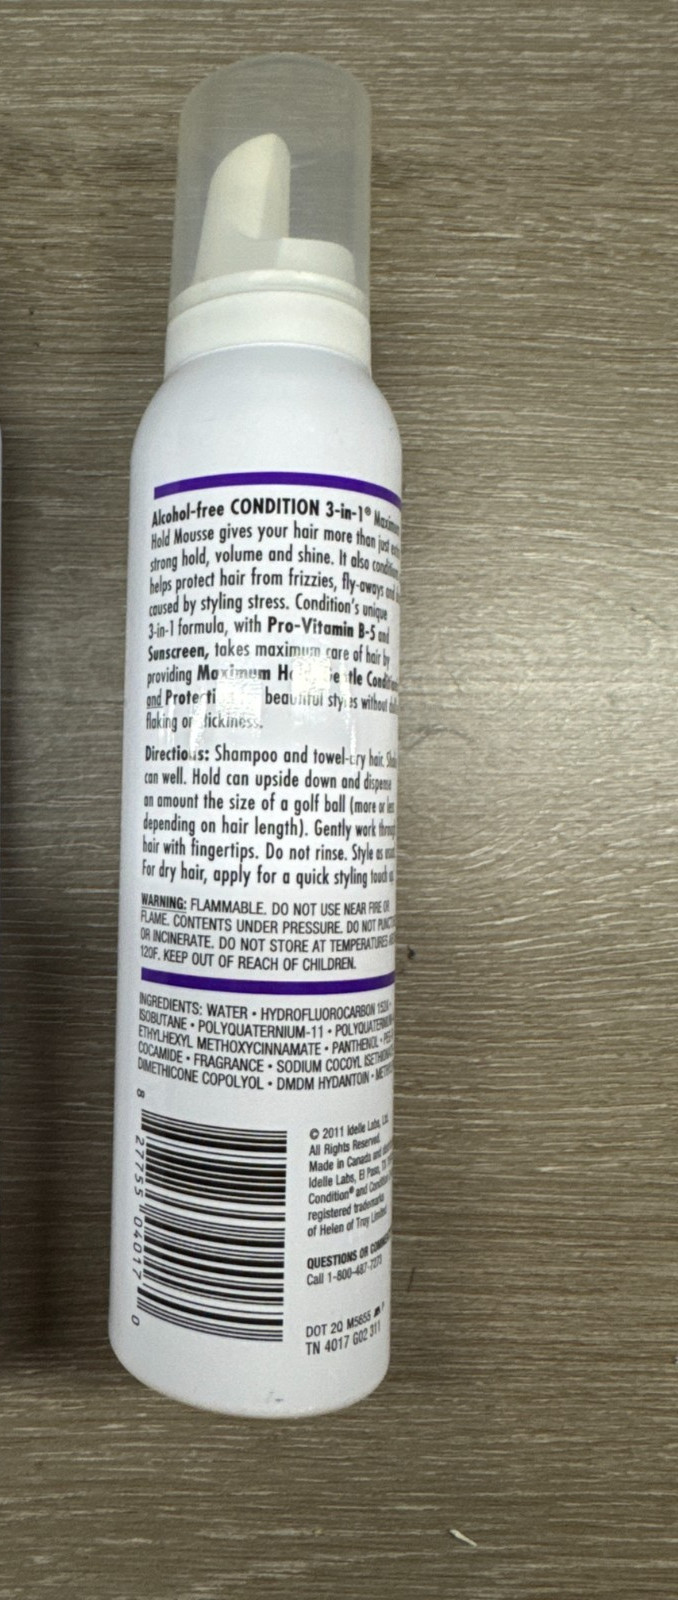 Alcohol-free CONDITION 3-in-1® Maximum
Hold Mousse gives your hair more than just
strong hold, volume and shine. It also
helps protect hair from frizzies, fly-aways and
caused by styling stress. Condition's unique
3-in-1 formula, with Pro-Vitamin B-5 and
Sunscreen, takes maximum care of hair by
providing Maximum
and beautiful styles without
flaking or stickiness.
Directions: Shampoo and towel-dry hair.
can well. Hold can upside down and dispense
an amount the size of a golf ball (more or less
depending on hair length). Gently work
hair with fingertips. Do not rinse. Style as
For dry hair, apply for a quick styling touch
WARNING: FLAMMABLE. DO NOT USE NEAR FIRE OR
FLAME. CONTENTS UNDER PRESSURE. DO NOT
OR INCINERATE. DO NOT STORE AT TEMPERATURES
120F. KEEP OUT OF REACH OF CHILDREN.
INGREDIENTS: WATER • HYDROFLUOROCARBON •
ISOBUTANE • POLYQUATERNIUM-11 •
ETHYLHEXYL METHOXYCINNAMATE • PANTHENOL •
COCAMIDE • FRAGRANCE • SODIUM COCOYL
DIMETHICONE COPOLYOL • DMDM HYDANTOIN •
8 27755 04017 0
© 2011 Idelle Labs, Ltd.
All Rights Reserved.
Made in Canada and
Idelle Labs, El Paso, TX
Condition® and
registered trademarks
of Helen of Troy Limited
QUESTIONS OR
Call 1-800-487-7273
DOT 2Q M5655
TN 4017 G02 311